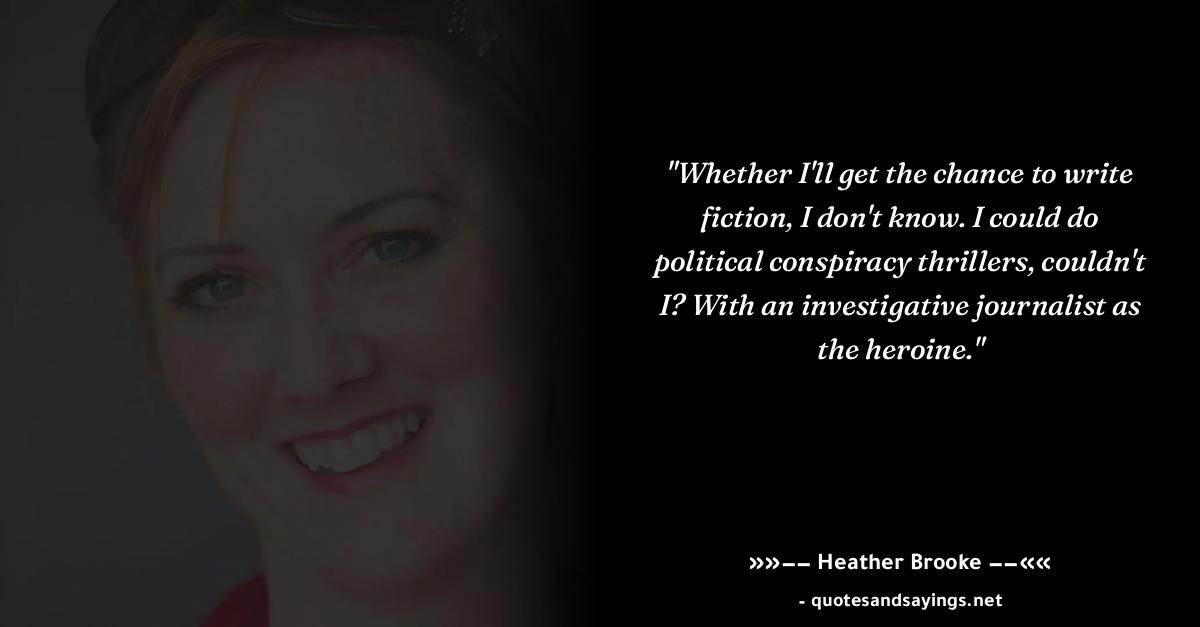 "Whether I'll get the chance to write
fiction, I don't know. I could do
political conspiracy thrillers, couldn't
I? With an investigative journalist as
the heroine."
»»−− Heather Brooke −−««
- quotesandsayings.net